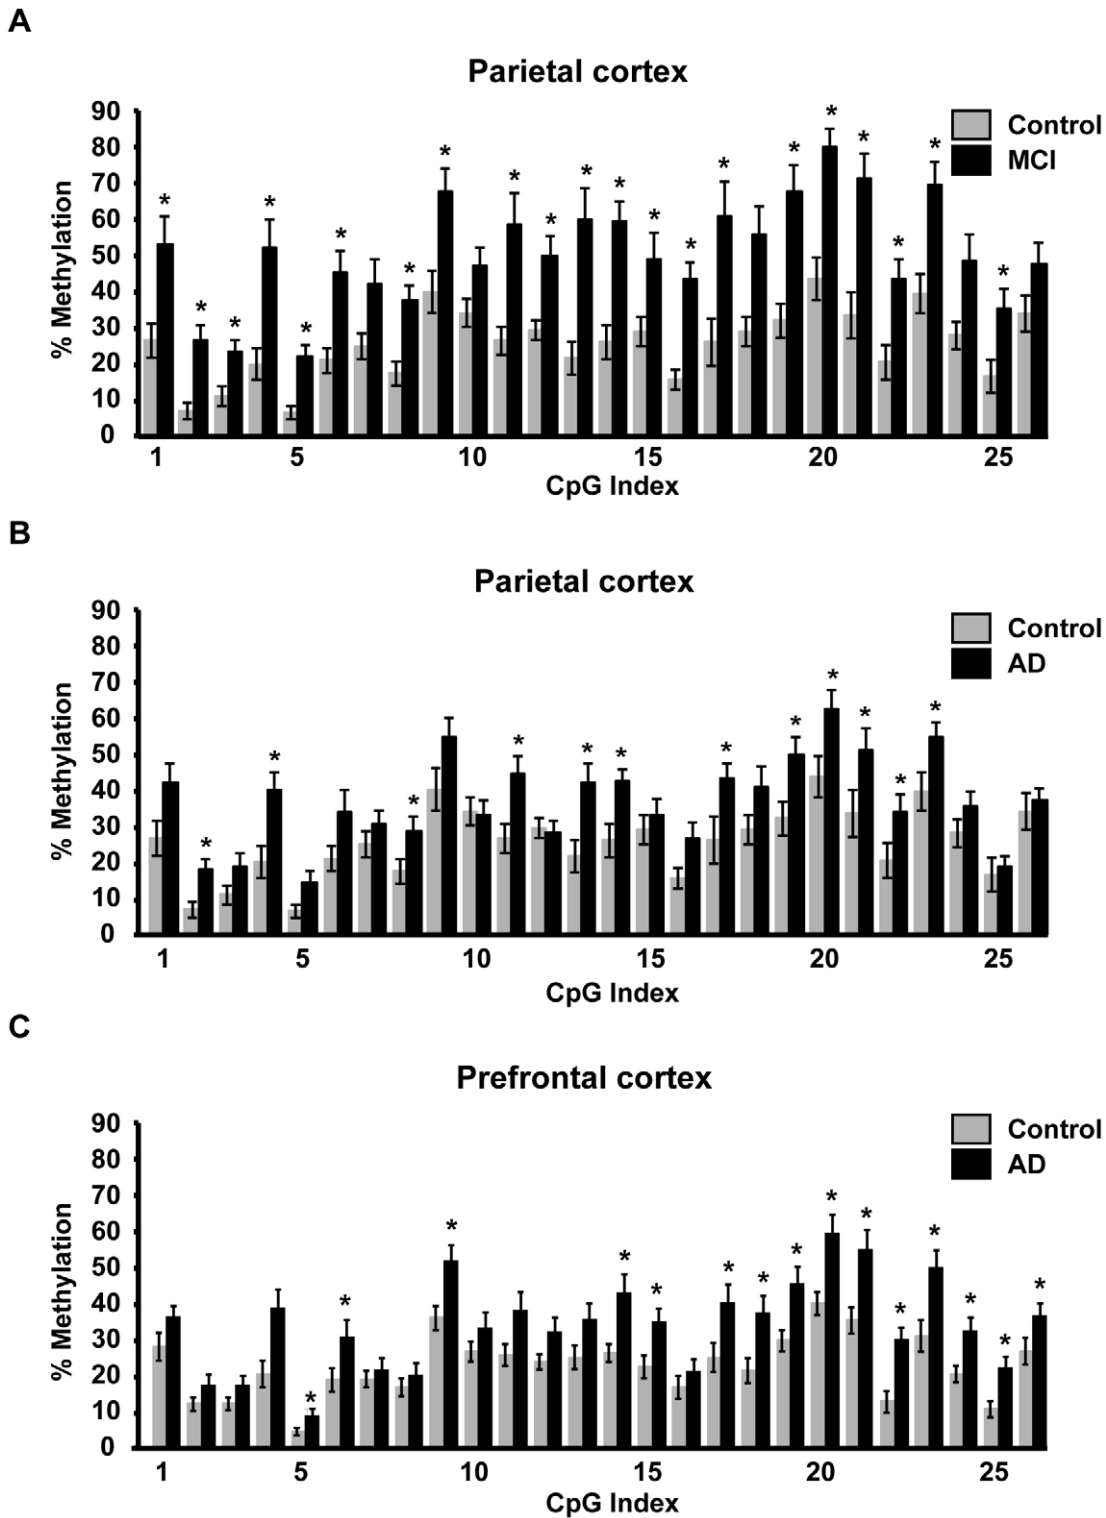 A
Parietal cortex
Control
MCI
% Methylation
90
80
70
60
50
40
30
20
10
0
* * * * * * * * * * * * * * * * * * * * *
1 5 10 15 20 25
CpG Index
B
Parietal cortex
Control
AD
% Methylation
90
80
70
60
50
40
30
20
10
0
* * * * * * * * * * * *
1 5 10 15 20 25
CpG Index
C
Prefrontal cortex
Control
AD
% Methylation
90
80
70
60
50
40
30
20
10
0
* * * * * * * * * * * * * * *
1 5 10 15 20 25
CpG Index